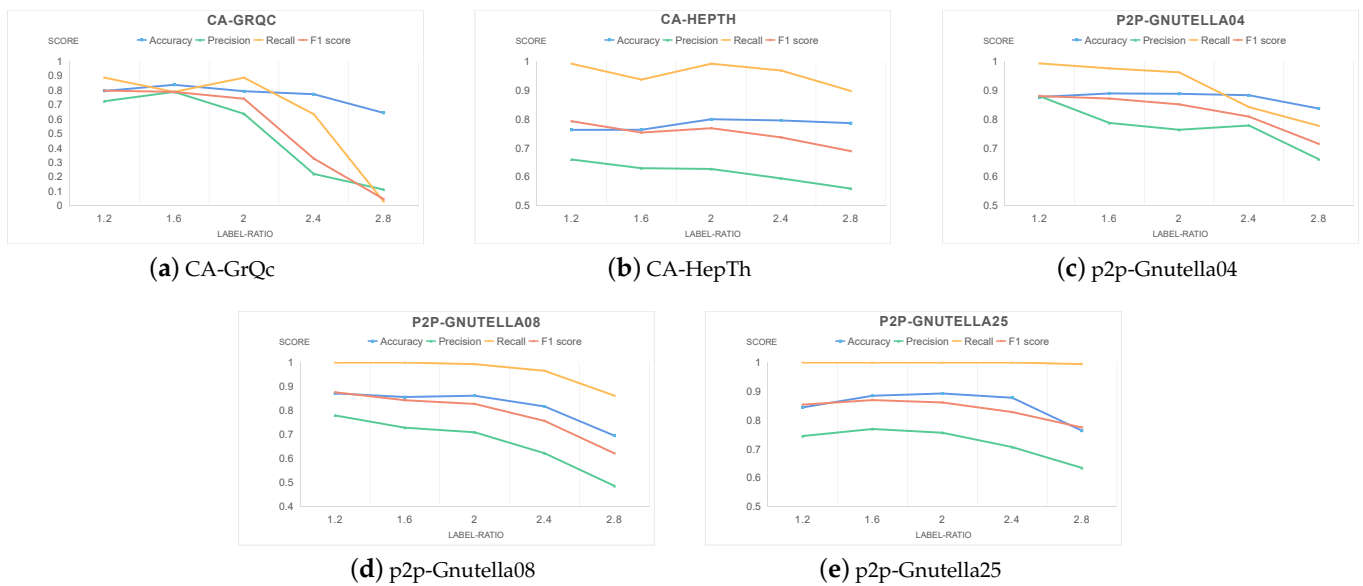 CA-GRQC
SCORE
Accuracy Precision Recall F1 score
1
0.9
0.8
0.7
0.6
0.5
0.4
0.3
0.2
0.1
0
1.2 1.6 2 2.4 2.8
LABEL-RATIO
(a) CA-GrQc
CA-HEPTH
SCORE
Accuracy Precision Recall F1 score
1
0.9
0.8
0.7
0.6
0.5
1.2 1.6 2 2.4 2.8
LABEL-RATIO
(b) CA-HepTh
P2P-GNUTELLA04
SCORE
Accuracy Precision Recall F1 score
1
0.9
0.8
0.7
0.6
0.5
1.2 1.6 2 2.4 2.8
LABEL-RATIO
(c) p2p-Gnutella04
P2P-GNUTELLA08
SCORE
Accuracy Precision Recall F1 score
1
0.9
0.8
0.7
0.6
0.5
0.4
1.2 1.6 2 2.4 2.8
LABEL-RATIO
(d) p2p-Gnutella08
P2P-GNUTELLA25
SCORE
Accuracy Precision Recall F1 score
1
0.9
0.8
0.7
0.6
0.5
1.2 1.6 2 2.4 2.8
LABEL-RATIO
(e) p2p-Gnutella25